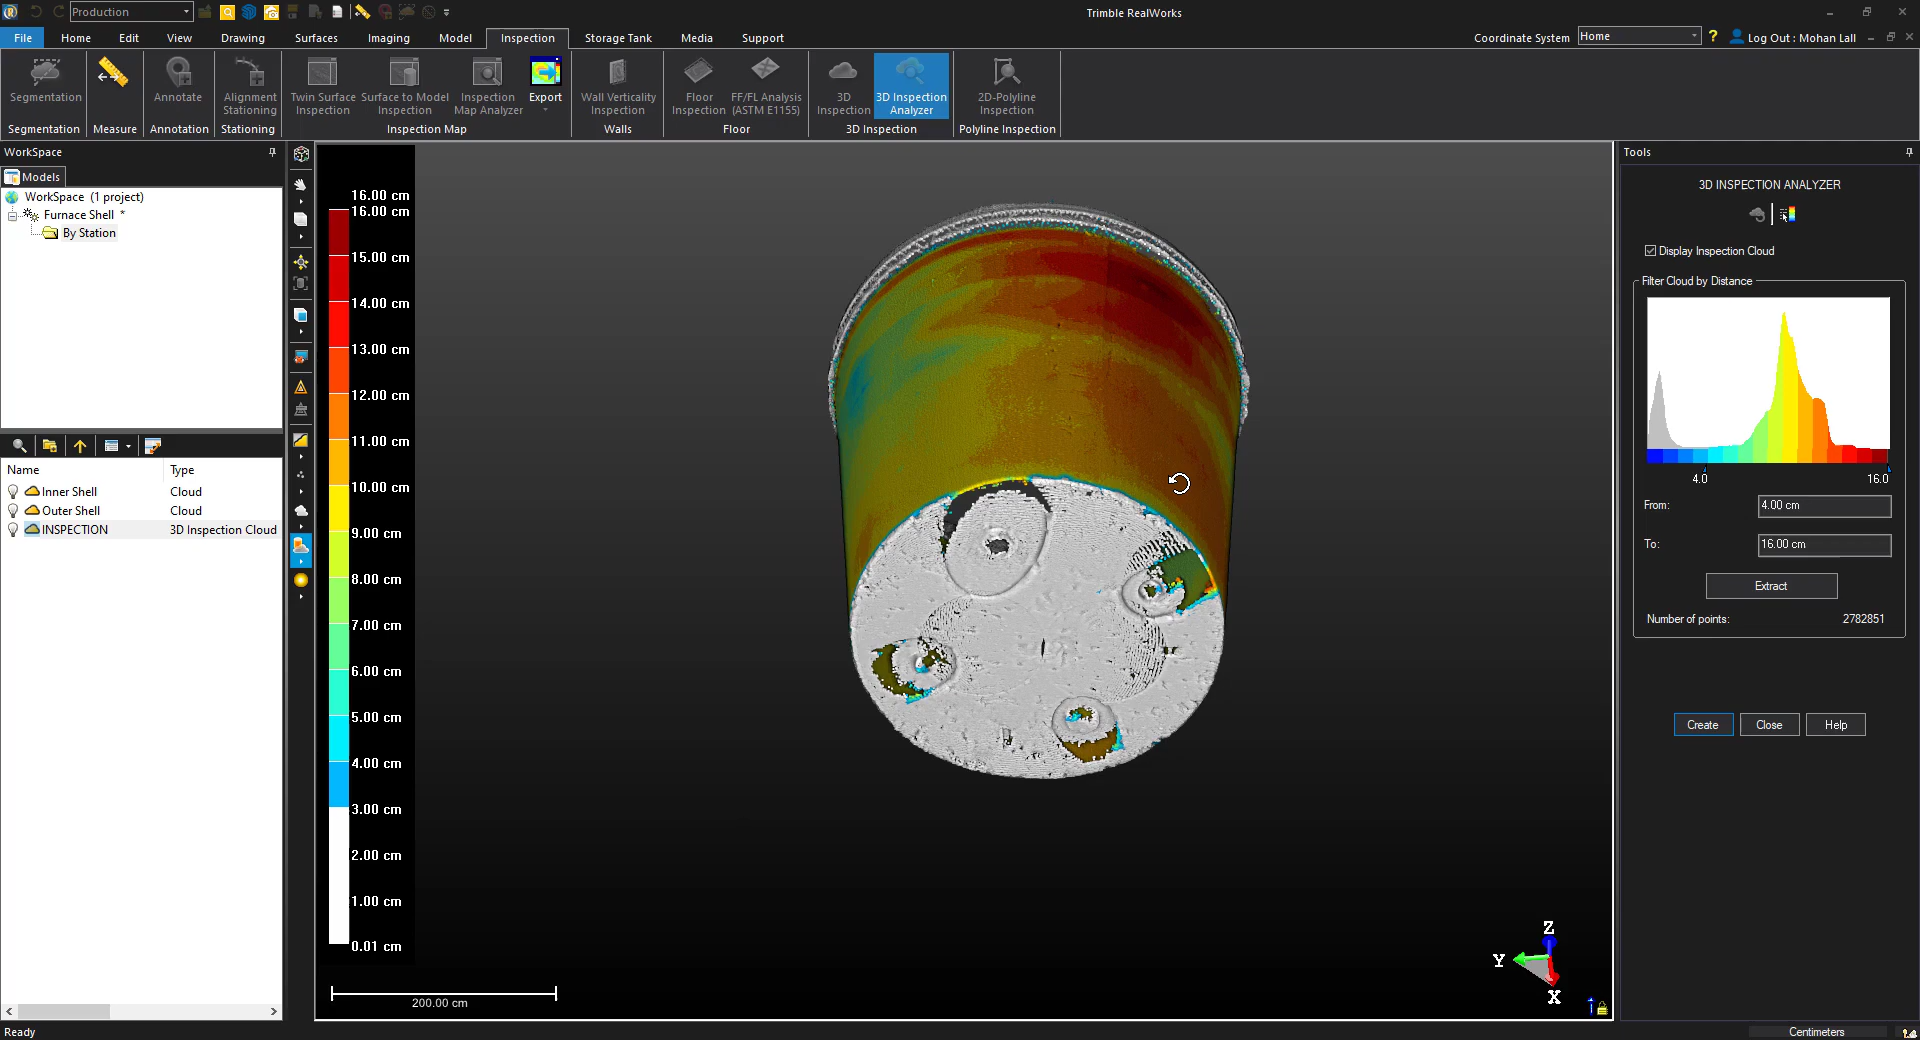 Production
Trimble RealWorks
File Home Edit View Drawing Surfaces Imaging Model Inspection Storage Tank Media Support
Coordinate System Home ? Log Out : Mohan Lall
Segmentation
Annotate
Alignment Stationing
Twin Surface Inspection
Surface to Model Inspection
Inspection Map Analyzer
Export
Wall Verticality Inspection
Floor Inspection
FF/FL Analysis (ASTM E1155)
3D Inspection
3D Inspection Analyzer
2D-Polyline Inspection
Segmentation Measure Annotation Stationing Inspection Map Walls Floor 3D Inspection Polyline Inspection
WorkSpace
Models
WorkSpace (1 project)
Furnace Shell *
By Station
Name Type
Inner Shell Cloud
Outer Shell Cloud
INSPECTION 3D Inspection Cloud
16.00 cm
16.00 cm
15.00 cm
14.00 cm
13.00 cm
12.00 cm
11.00 cm
10.00 cm
9.00 cm
8.00 cm
7.00 cm
6.00 cm
5.00 cm
4.00 cm
3.00 cm
2.00 cm
1.00 cm
0.01 cm
200.00 cm
Z
Y
X
Tools
3D INSPECTION ANALYZER
Display Inspection Cloud
Filter Cloud by Distance
4.0 16.0
From: 4.00 cm
To: 16.00 cm
Extract
Number of points: 2782851
Create Close Help
Ready
Centimeters